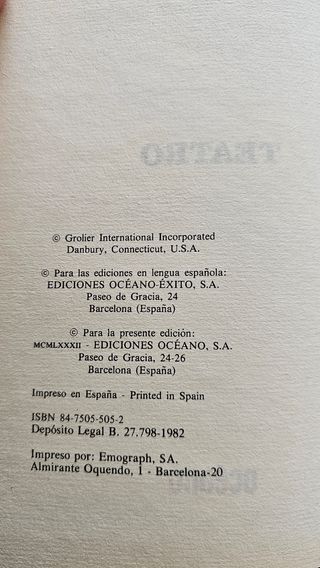 TEATRO
© Grolier International Incorporated
Danbury, Connecticut, U.S.A.
© Para las ediciones en lengua española:
EDICIONES OCÉANO-ÉXITO, S.A.
Paseo de Gracia, 24
Barcelona (España)
© Para la presente edición:
MCMLXXXII - EDICIONES OCÉANO, S.A.
Paseo de Gracia, 24-26
Barcelona (España)
Impreso en España - Printed in Spain
ISBN 84-7505-505-2
Depósito Legal B. 27.798-1982
Impreso por: Emograph, SA.
Almirante Oquendo, 1 - Barcelona-20